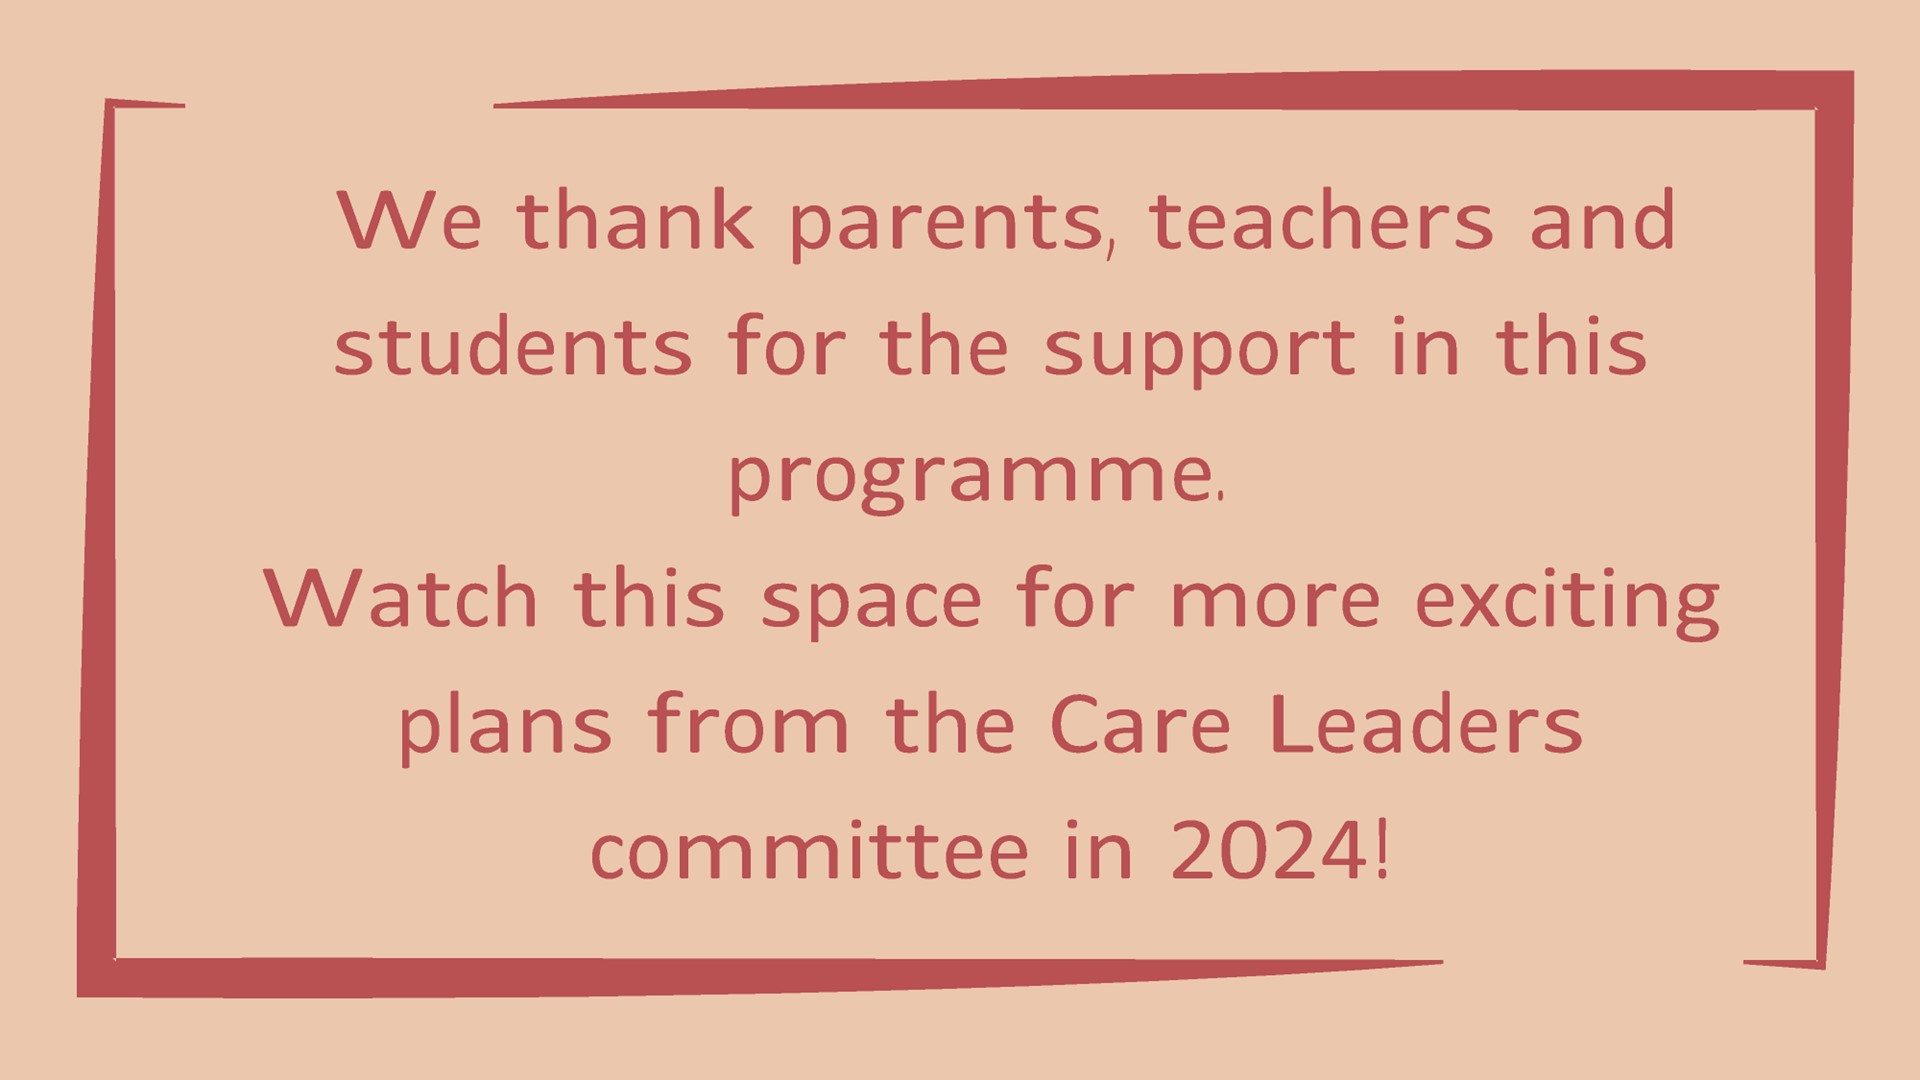 We thank parents, teachers and
students for the support in this
programme.
Watch this space for more exciting
plans from the Care Leaders
committee in 2024!